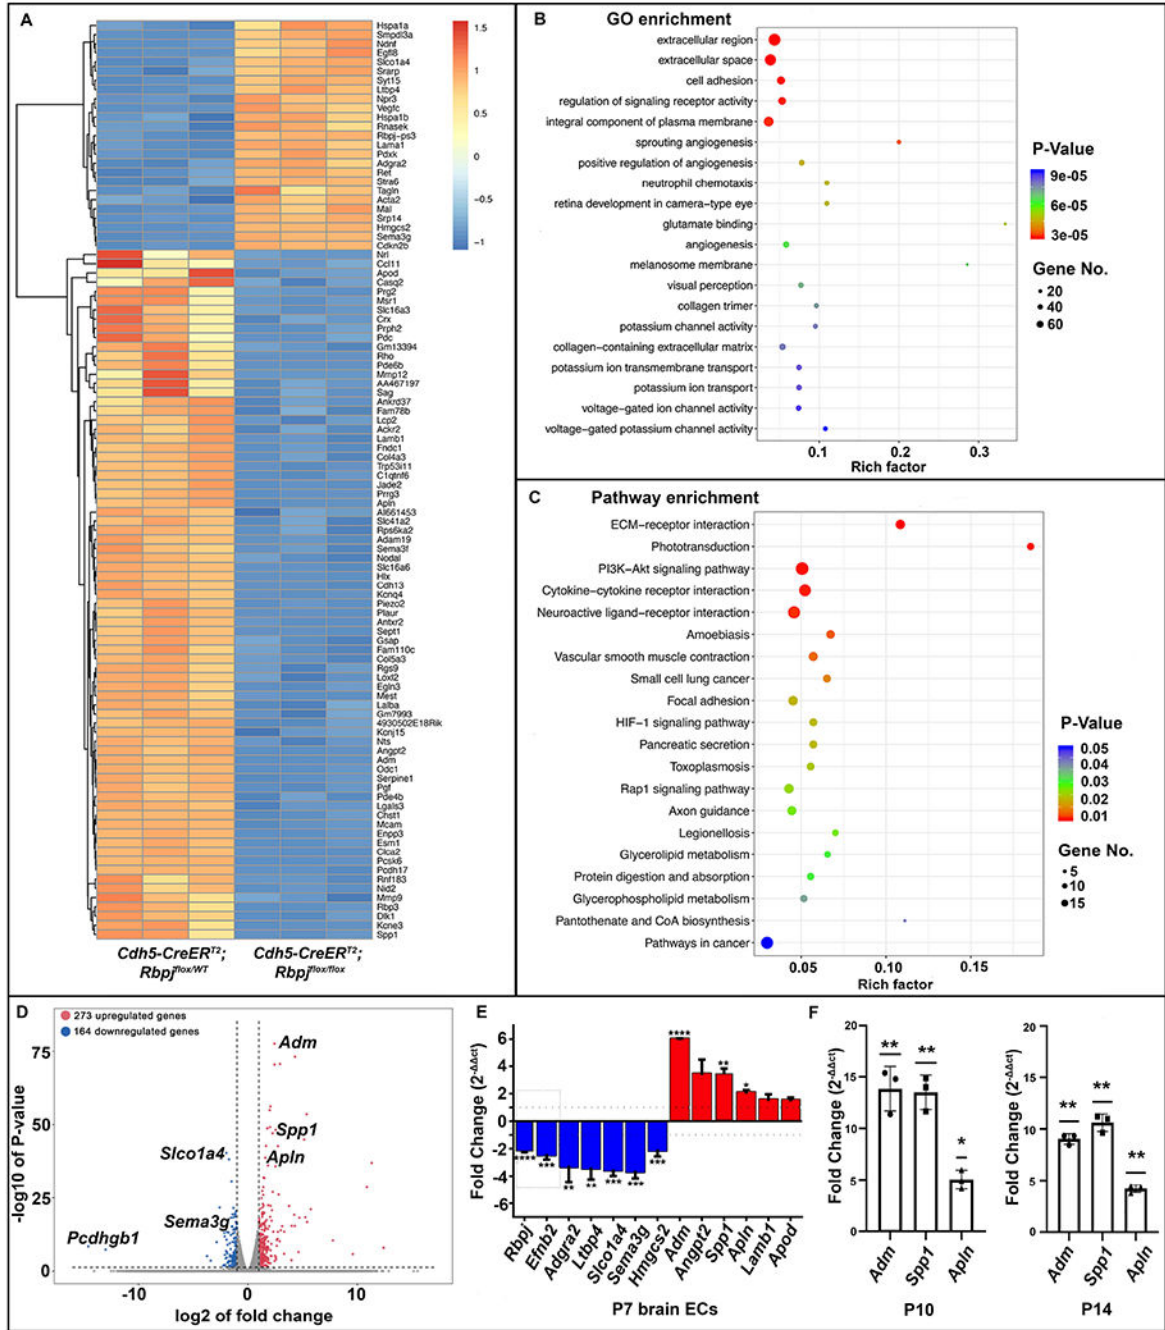 A
Hspa1a
Smpdl3a
Ndnf
Egfl8
Slco1a4
Srarp
Syt15
Ltbp4
Npr3
Vegfc
Hspa1b
Rnasek
Rbpj-ps3
Lama1
Pdxk
Adgra2
Ret
Stra6
Tagln
Acta2
Mal
Srp14
Hmgcs2
Sema3g
Cdkn2b
Nrl
Ccl11
Apod
Casq2
Prg2
Msr1
Slc16a3
Crx
Prph2
Pdc
Gm13394
Rho
Pde6b
Mmp12
AA467197
Sag
Ankrd37
Fam78b
Lcp2
Ackr2
Lamb1
Fndc1
Col4a3
Trp53i11
C1qtnf6
Jade2
Prrg3
Apln
AI661453
Slc41a2
Rps6ka2
Adam19
Sema3f
Nodal
Slc16a6
Hlx
Cdh13
Kcnq4
Piezo2
Plaur
Antxr2
Sept1
Gsap
Fam110c
Col5a3
Rgs9
Loxl2
Egln3
Mest
Lalba
Gm7993
4930502E18Rik
Kcnj15
Nts
Angpt2
Adm
Odc1
Serpine1
Pgf
Pde4b
Lgals3
Chst1
Mcam
Enpp3
Esm1
Clca2
Pcsk6
Pcdh17
Rnf183
Nid2
Mmp9
Rbp3
Dlk1
Kcne3
Spp1
1.5
1
0.5
0
−0.5
−1
Cdh5-CreERT2;
Rbpjflox/WT
Cdh5-CreERT2;
Rbpjflox/flox
B GO enrichment
extracellular region
extracellular space
cell adhesion
regulation of signaling receptor activity
integral component of plasma membrane
sprouting angiogenesis
positive regulation of angiogenesis
neutrophil chemotaxis
retina development in camera−type eye
glutamate binding
angiogenesis
melanosome membrane
visual perception
collagen trimer
potassium channel activity
collagen−containing extracellular matrix
potassium ion transmembrane transport
potassium ion transport
voltage−gated ion channel activity
voltage−gated potassium channel activity
0.1 0.2 0.3
Rich factor
P-Value
9e-05
6e-05
3e-05
Gene No.
20
40
60
C Pathway enrichment
ECM−receptor interaction
Phototransduction
PI3K−Akt signaling pathway
Cytokine−cytokine receptor interaction
Neuroactive ligand−receptor interaction
Amoebiasis
Vascular smooth muscle contraction
Small cell lung cancer
Focal adhesion
HIF−1 signaling pathway
Pancreatic secretion
Toxoplasmosis
Rap1 signaling pathway
Axon guidance
Legionellosis
Glycerolipid metabolism
Protein digestion and absorption
Glycerophospholipid metabolism
Pantothenate and CoA biosynthesis
Pathways in cancer
0.05 0.10 0.15
Rich factor
P-Value
0.05
0.04
0.03
0.02
0.01
Gene No.
5
10
15
D
273 upregulated genes
164 downregulated genes
-log10 of P-value
75
50
25
0
Adm
Spp1
Slco1a4
Apln
Sema3g
Pcdhgb1
-10 0 10
log2 of fold change
E
Fold Change (2-ΔΔct)
6
4
2
0
-2
-4
-6
**** *** ** ** *** *** *** **** ** *
Rbpj Efnb2 Adgra2 Ltbp4 Slco1a4 Sema3g Hmgcs2 Adm Angpt2 Spp1 Apln Lamb1 Apod
P7 brain ECs
F
Fold Change (2-ΔΔct)
20
15
10
5
0
** ** *
Adm Spp1 Apln
P10
Fold Change (2-ΔΔct)
20
15
10
5
0
** ** **
Adm Spp1 Apln
P14